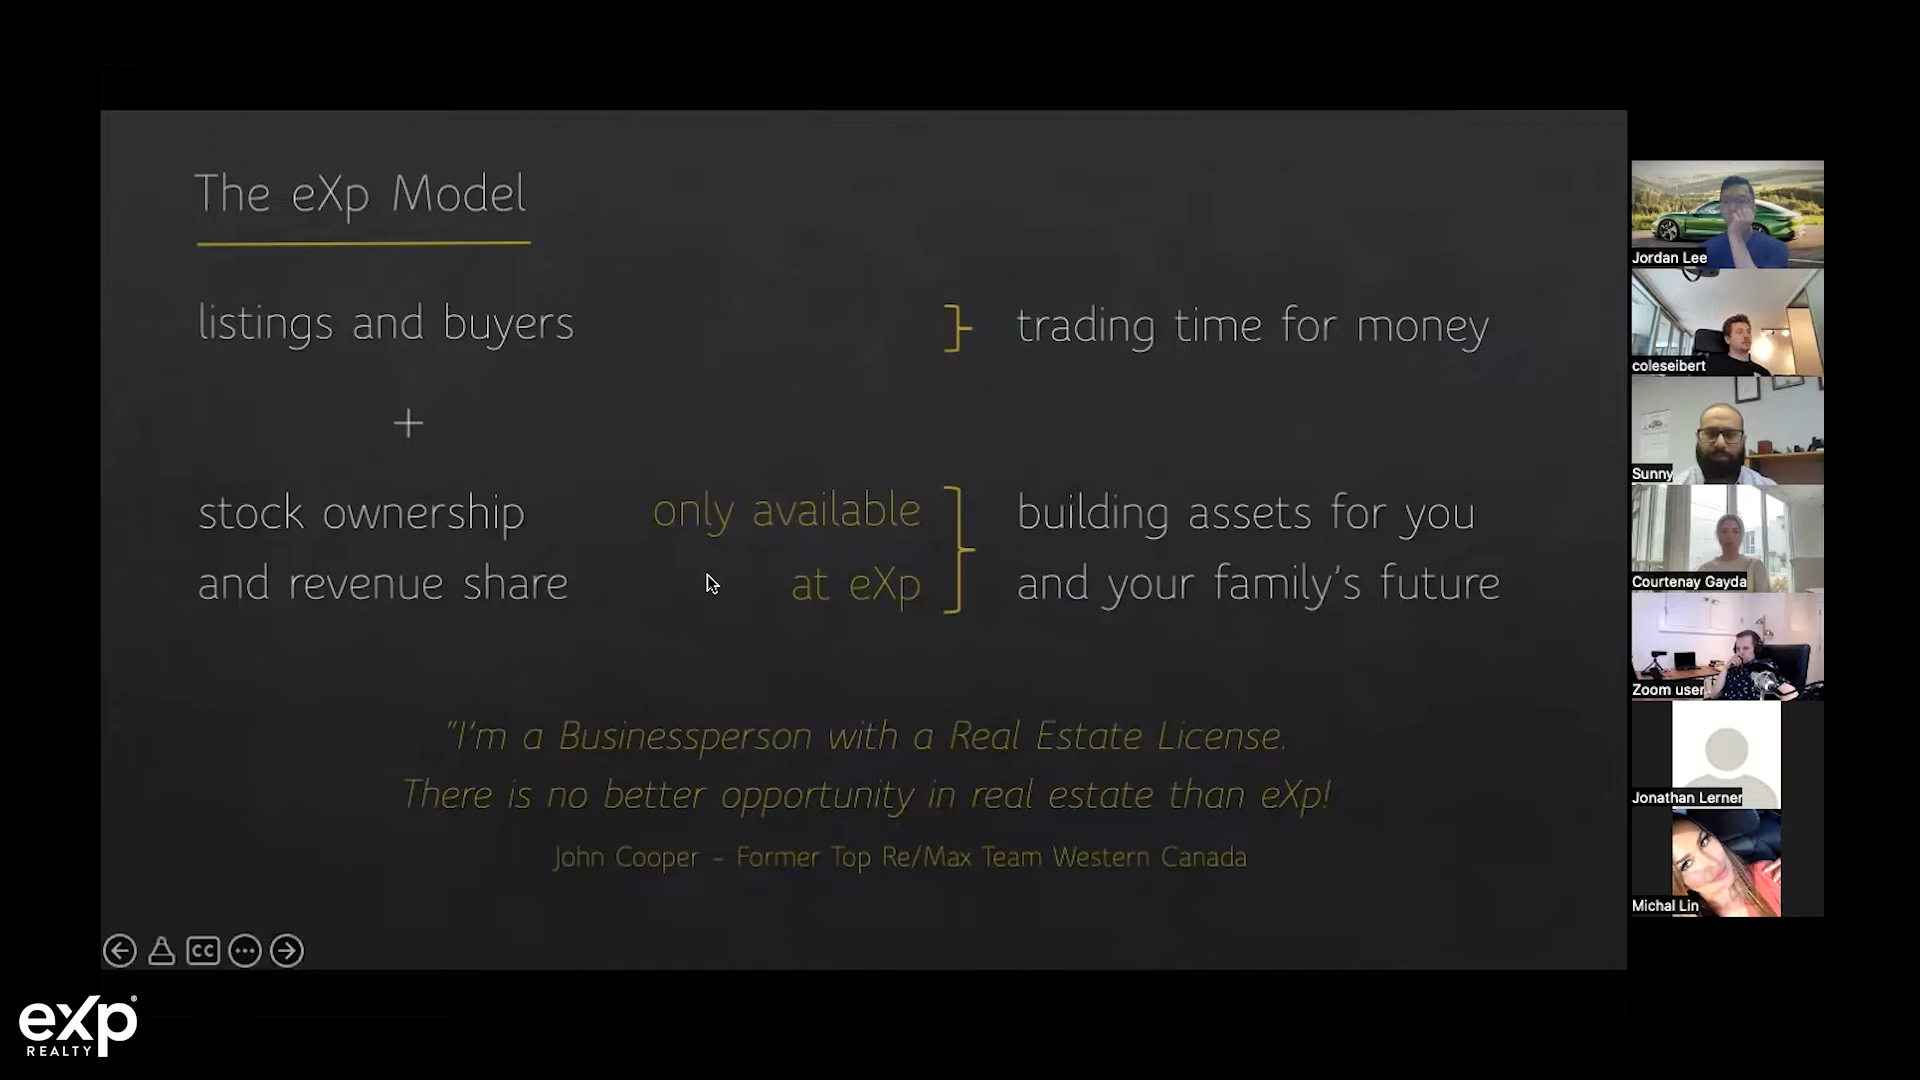 The eXp Model
listings and buyers
trading time for money
+
stock ownership
and revenue share
only available
at eXp
building assets for you
and your family's future
"I'm a Businessperson with a Real Estate License.
There is no better opportunity in real estate than eXp!
John Cooper - Former Top Re/Max Team Western Canada
CC
eXp
REALTY
Jordan Lee
coleseibert
Sunny
Courtenay Gayda
Zoom user
Jonathan Lerner
Michal Lin